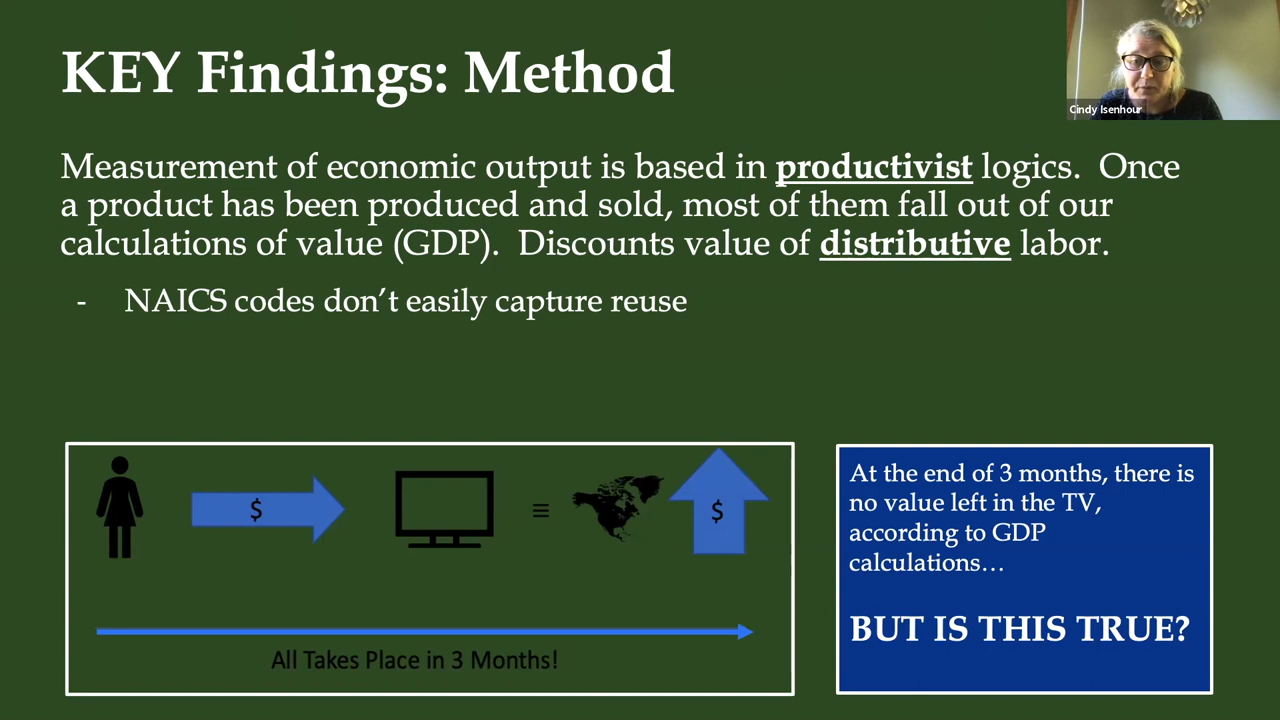 KEY Findings: Method
Cindy Isenhour
Measurement of economic output is based in productivist logics.  Once
a product has been produced and sold, most of them fall out of our
calculations of value (GDP).  Discounts value of distributive labor.
- NAICS codes don’t easily capture reuse
$
≡
$
All Takes Place in 3 Months!
At the end of 3 months, there is
no value left in the TV,
according to GDP
calculations…
BUT IS THIS TRUE?